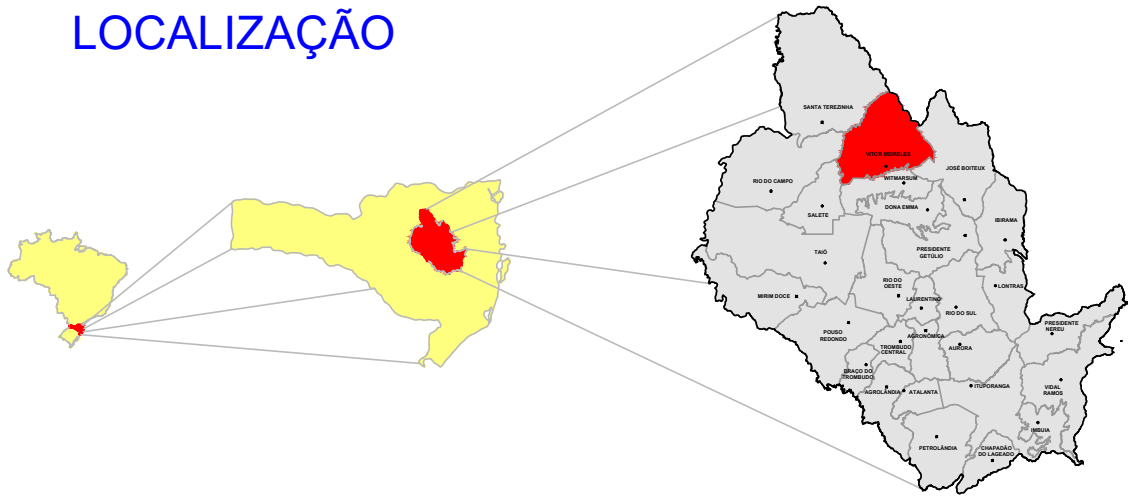 LOCALIZAÇÃO
SANTA TEREZINHA
VITOR MEIRELES
JOSÉ BOITEUX
RIO DO CAMPO
WITMARSUM
SALETE
DONA EMMA
IBIRAMA
TAIÓ
PRESIDENTE
GETÚLIO
RIO DO
OESTE
LONTRAS
MIRIM DOCE
LAURENTINO
RIO DO SUL
POUSO
REDONDO
AGRONÔMICA
PRESIDENTE
NEREU
TROMBUDO
CENTRAL
AURORA
BRAÇO DO
TROMBUDO
AGROLÂNDIA
ATALANTA
ITUPORANGA
VIDAL
RAMOS
IMBUIA
PETROLÂNDIA
CHAPADÃO
DO LAGEADO